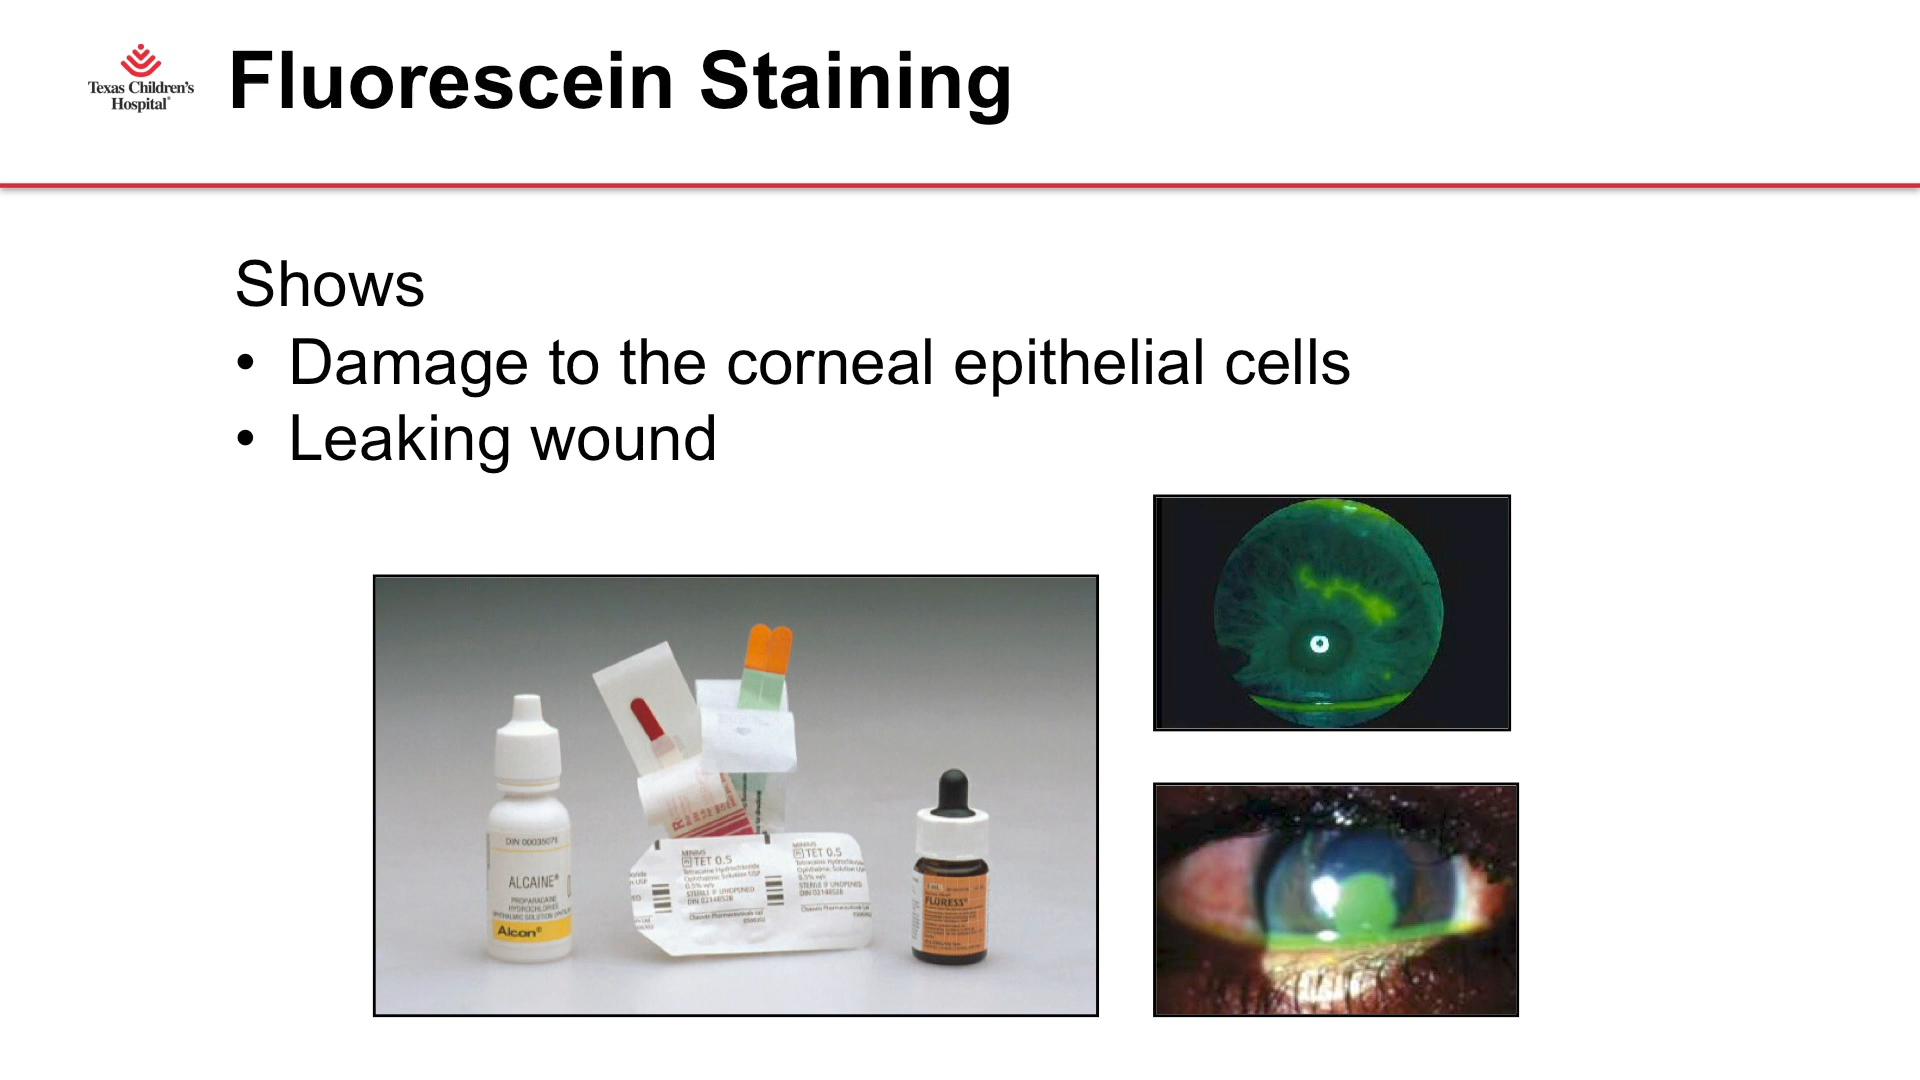 Texas Children's
Hospital®
Fluorescein Staining
Shows
• Damage to the corneal epithelial cells
• Leaking wound
DIN 00035076
ALCAINE®
PROPARACAINE
HYDROCHLORIDE
OPHTHALMIC SOLUTION
Alcon®
MINIMS
TET 0.5
Tetracaine Hydrochloride
Ophthalmic Solution USP
0.5% w/v
STERILE IF UNOPENED
DIN 02148528
MINIMS
TET 0.5
Tetracaine Hydrochloride
Ophthalmic Solution USP
0.5% w/v
STERILE IF UNOPENED
DIN 02148528
FLURESS®